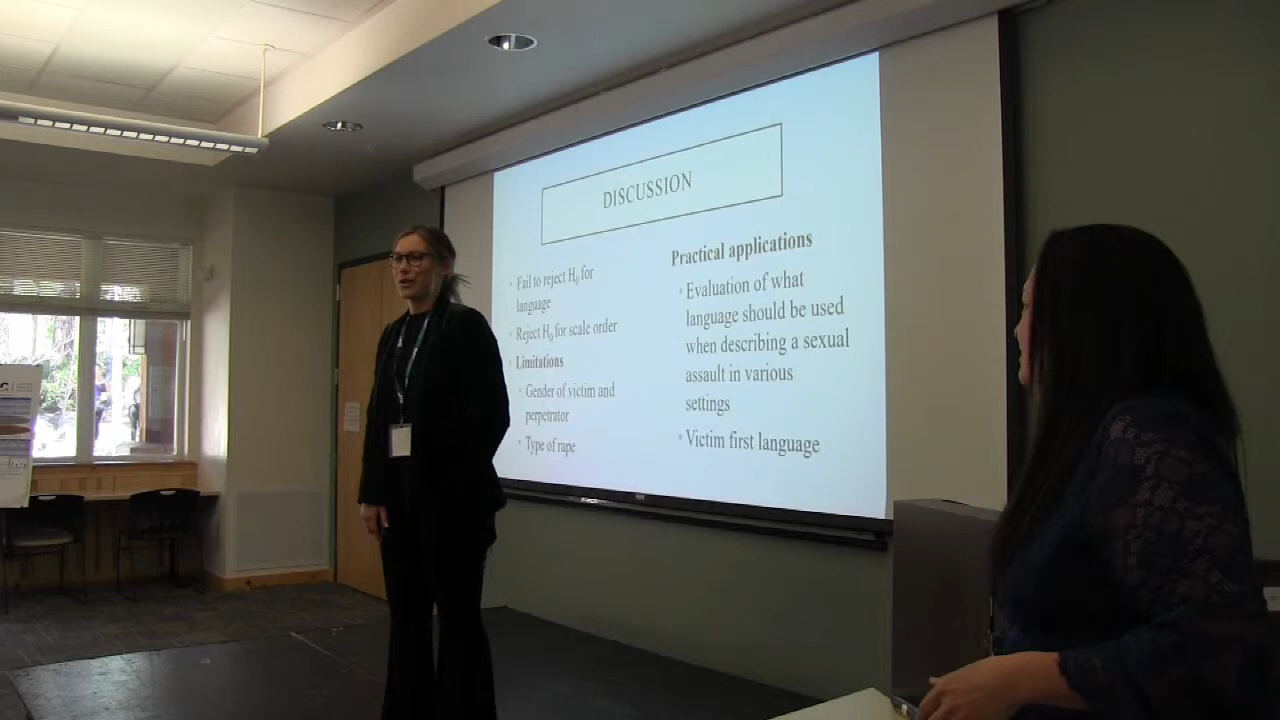 DISCUSSION
• Fail to reject H₀ for
language
• Reject H₀ for scale order
• Limitations
• Gender of victim and
perpetrator
• Type of rape
Practical applications
• Evaluation of what
language should be used
when describing a sexual
assault in various
settings
• Victim first language